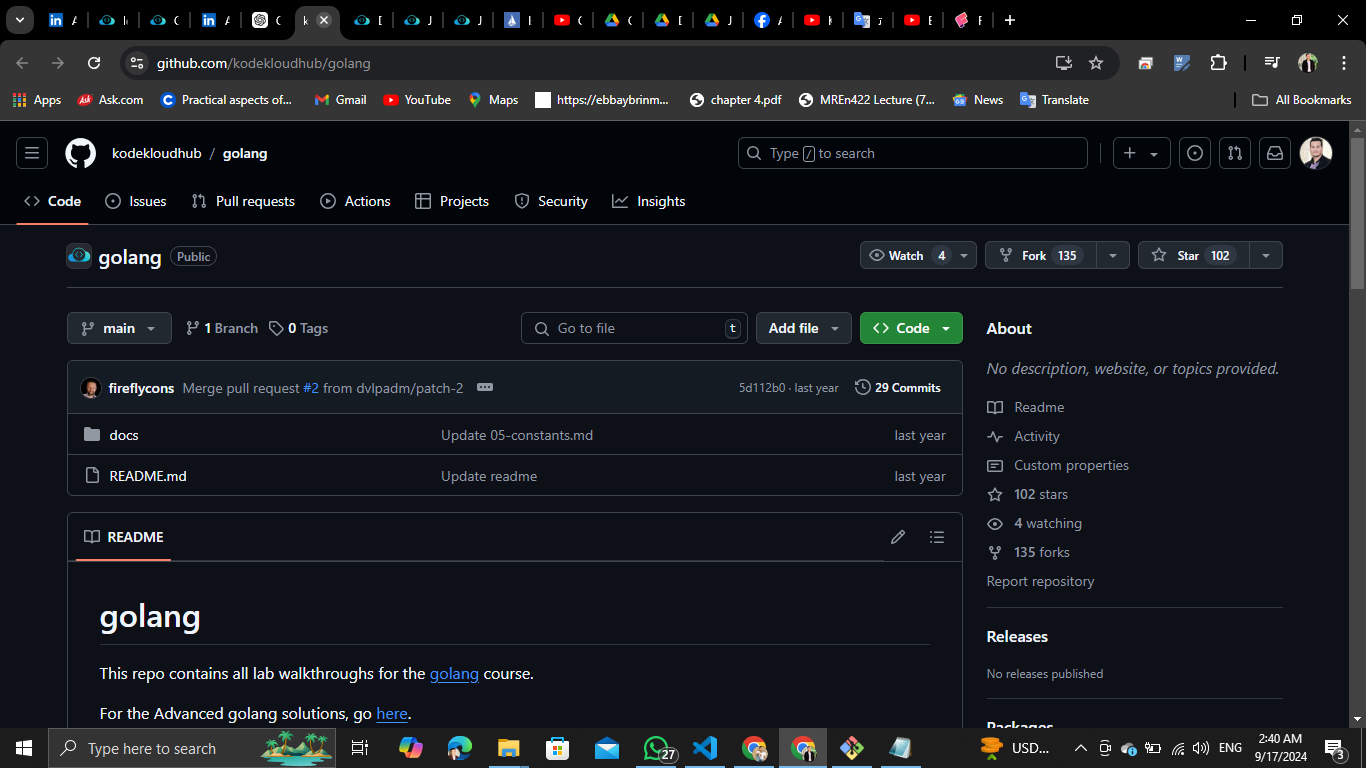 github.com/kodekloudhub/golang
Apps
Ask.com
Practical aspects of...
Gmail
YouTube
Maps
https://ebbaybrinm...
chapter 4.pdf
MREn422 Lecture (7...
News
Translate
All Bookmarks
kodekloudhub / golang
Type / to search
Code
Issues
Pull requests
Actions
Projects
Security
Insights
golang Public
Watch 4
Fork 135
Star 102
main
1 Branch
0 Tags
Go to file t
Add file
Code
fireflycons Merge pull request #2 from dvlpadm/patch-2
5d112b0 · last year
29 Commits
docs Update 05-constants.md last year
README.md Update readme last year
README
golang
This repo contains all lab walkthroughs for the golang course.
For the Advanced golang solutions, go here.
About
No description, website, or topics provided.
Readme
Activity
Custom properties
102 stars
4 watching
135 forks
Report repository
Releases
No releases published
Packages
Type here to search
27
USD...
ENG
2:40 AM
9/17/2024
3